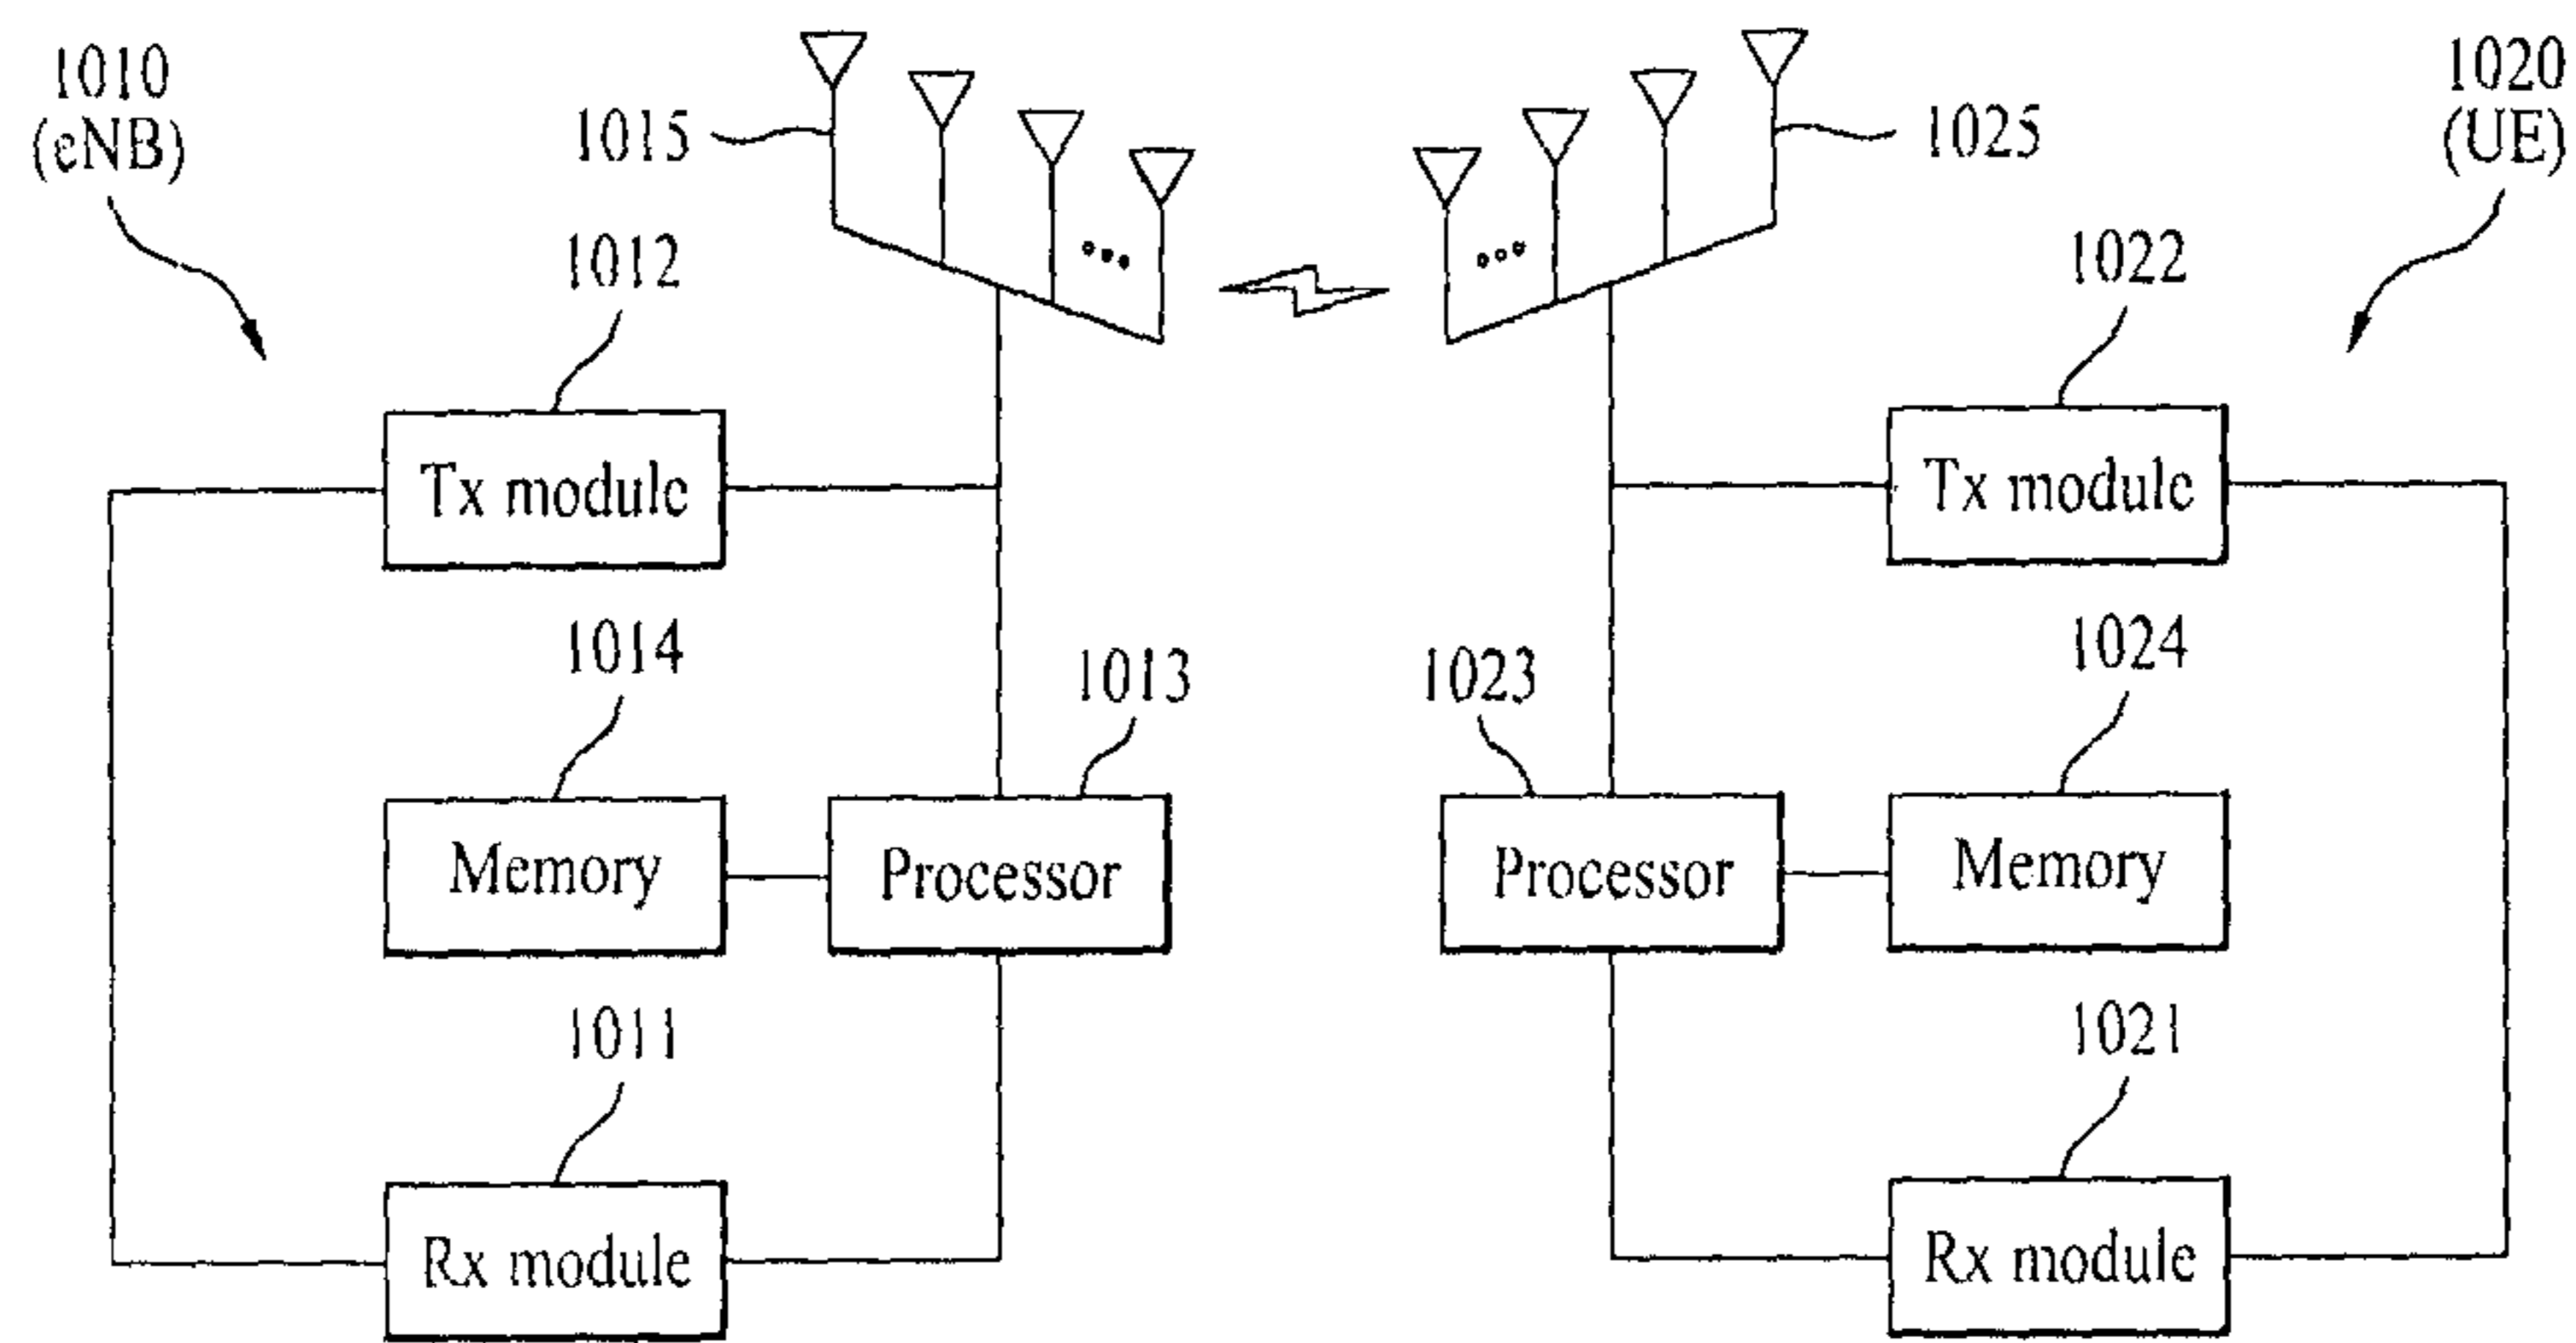 1010
(eNB)
1015
1025
1020
(UE)
1012
1022
Tx module
Tx module
1014
1013
1023
1024
Memory
Processor
Processor
Memory
1011
1021
Rx module
Rx module